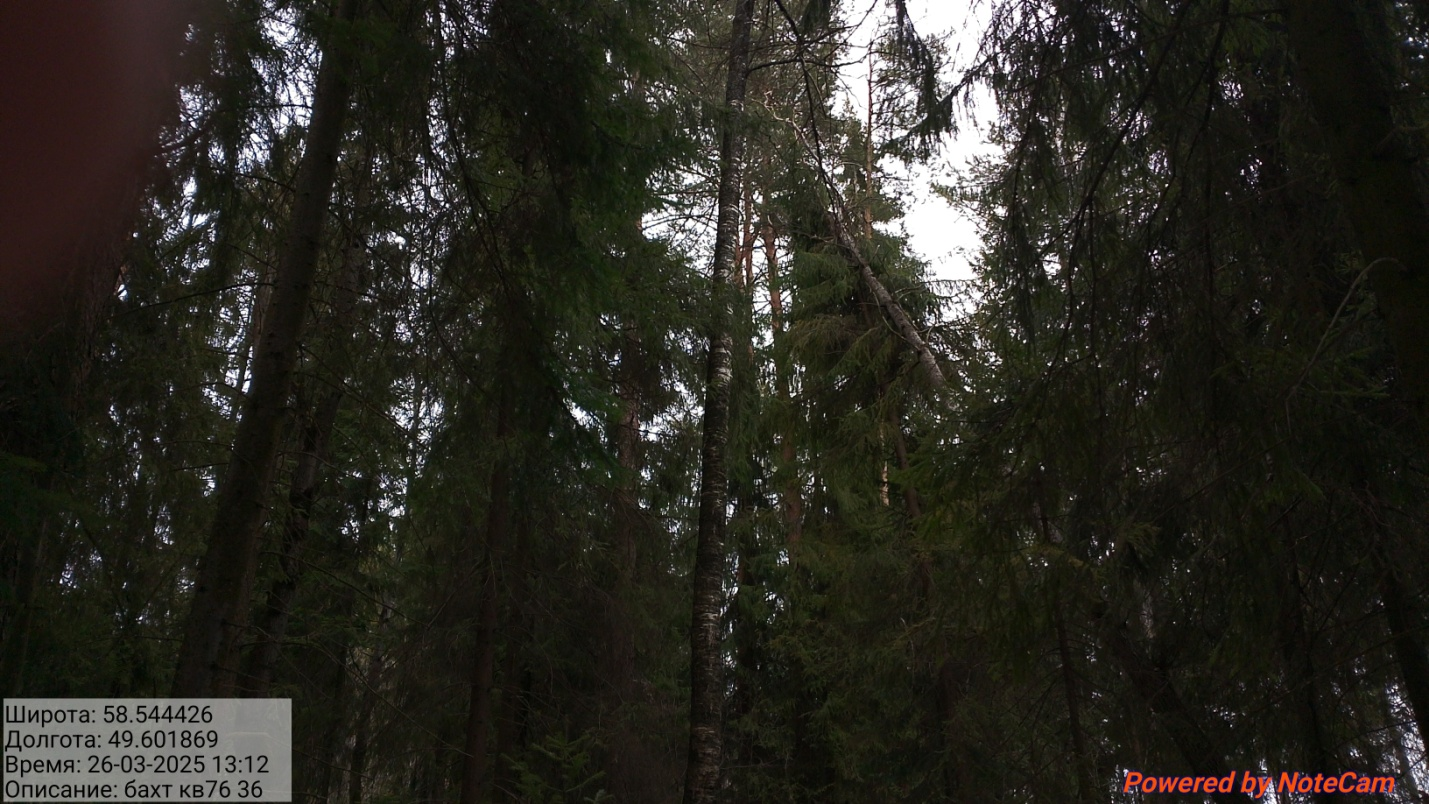 Широта: 58.544426
Долгота: 49.601869
Время: 26-03-2025 13:12
Описание: бахт кв76 36
Powered by NoteCam